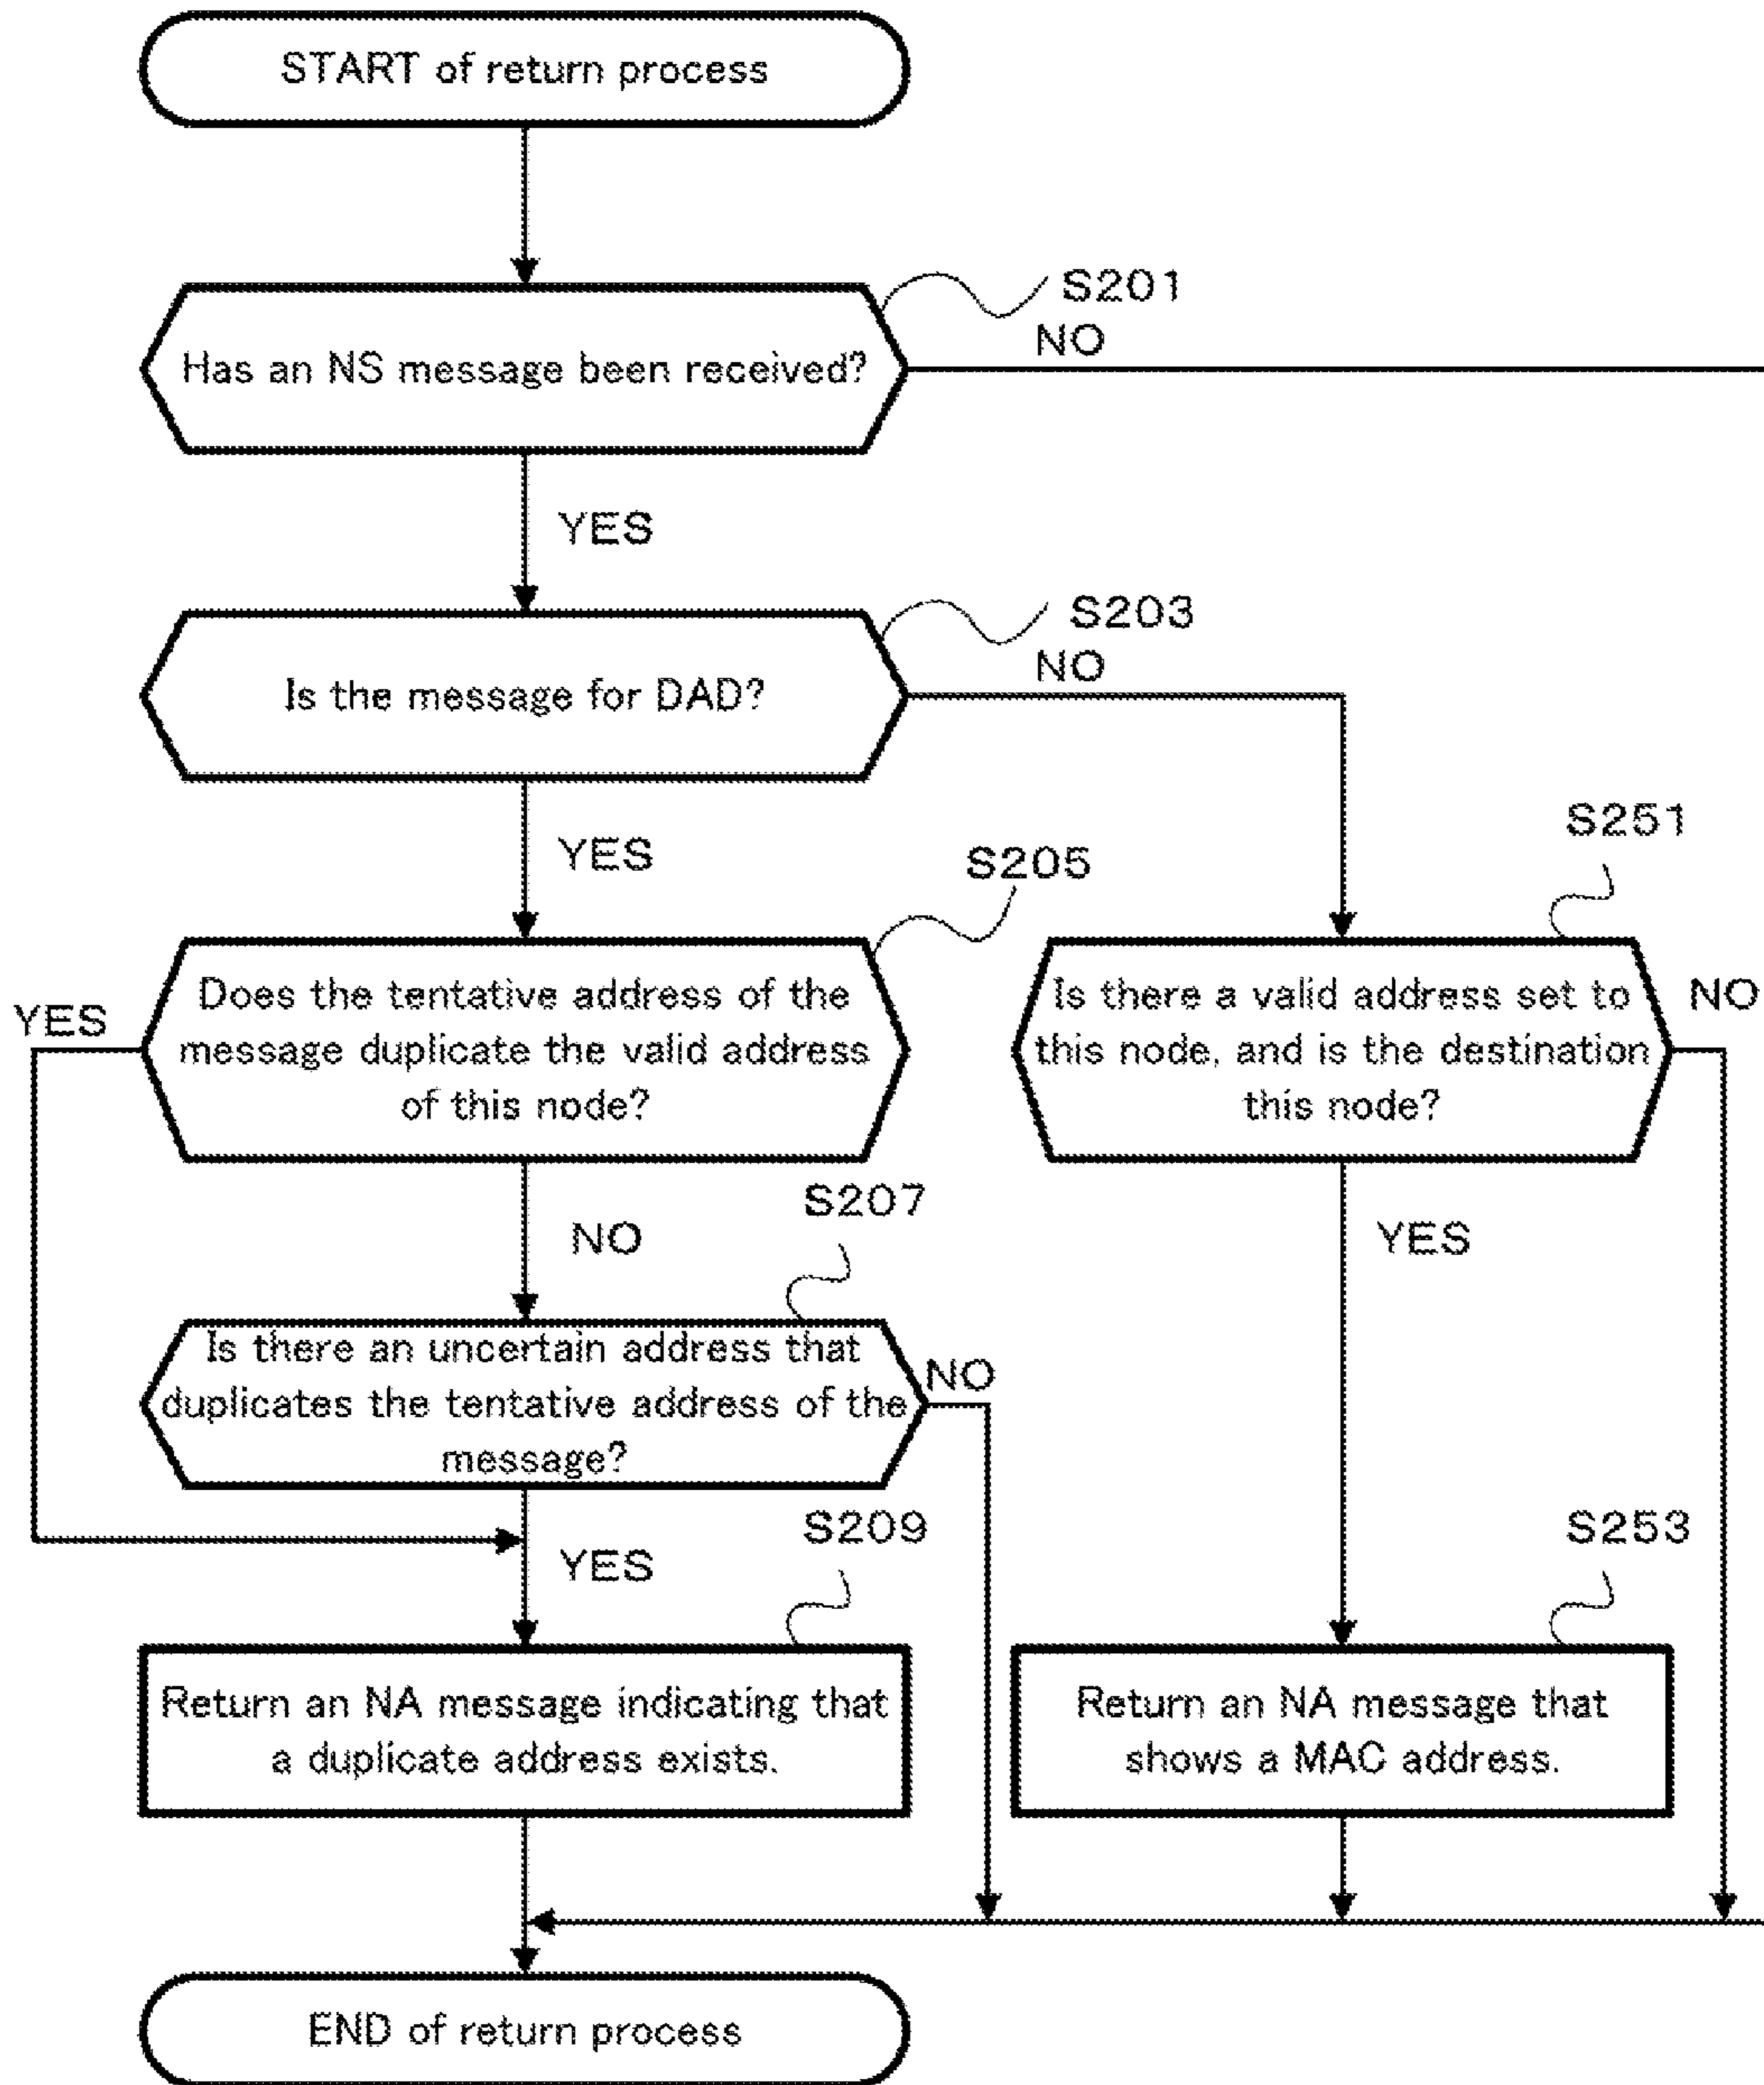 START of return process
S201
NO
Has an NS message been received?
YES
S203
NO
Is the message for DAD?
YES
S205
S251
YES
Does the tentative address of the
message duplicate the valid address
of this node?
Is there a valid address set to
this node, and is the destination
this node?
NO
NO
S207
YES
Is there an uncertain address that
duplicates the tentative address of the
message?
NO
YES
S209
S253
Return an NA message indicating that
a duplicate address exists.
Return an NA message that
shows a MAC address.
END of return process